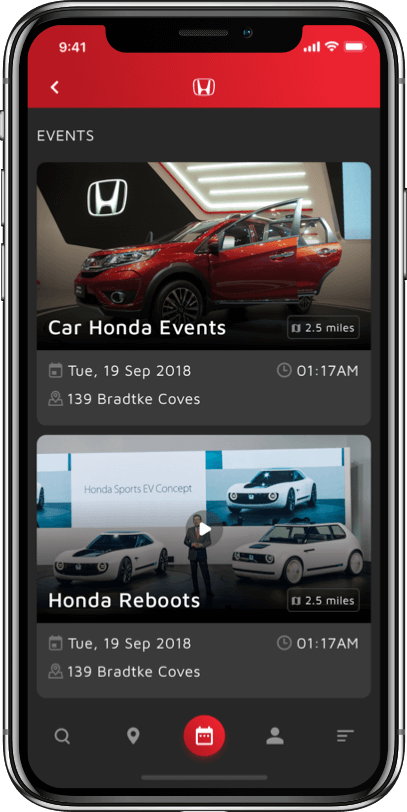 9:41
EVENTS
Car Honda Events
2.5 miles
Tue, 19 Sep 2018
01:17AM
139 Bradtke Coves
Honda Sports EV Concept
Honda Reboots
2.5 miles
Tue, 19 Sep 2018
01:17AM
139 Bradtke Coves